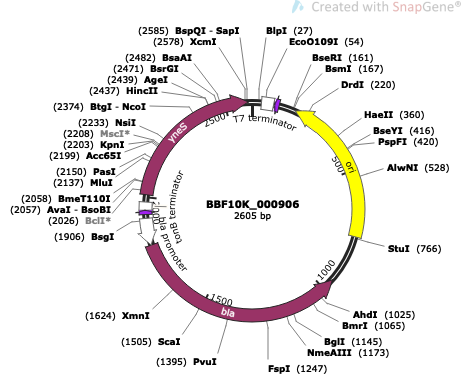 Created with SnapGene®
(2585) BspQI - SapI
(2578) XcmI
(2482) BsaAI
(2471) BsrGI
(2439) AgeI
(2437) HincII
(2374) BtgI - NcoI
(2233) NsiI
(2208) MscI*
(2203) KpnI
(2199) Acc65I
(2150) PasI
(2137) MluI
(2058) BmeT110I
(2057) AvaI - BsoBI
(2026) BclI*
(1906) BsgI
(1624) XmnI
(1505) ScaI
(1395) PvuI
BlpI (27)
EcoO109I (54)
BseRI (161)
BsmI (167)
DrdI (220)
HaeII (360)
BseYI (416)
PspFI (420)
AlwNI (528)
StuI (766)
AhdI (1025)
BmrI (1065)
BglI (1145)
NmeAIII (1173)
FspI (1247)
T7 terminator
yneS
ori
bla
tonB terminator
bla promoter
500
1000
1500
2000
2500
BBF10K_000906
2605 bp